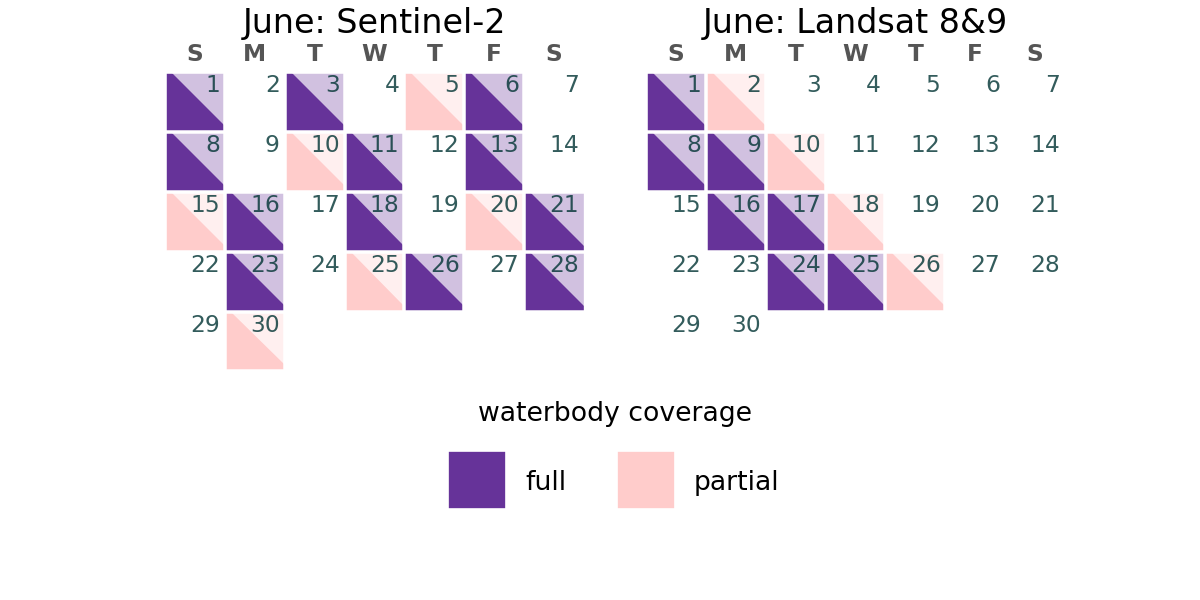 June: Sentinel-2
S M T W T F S
1 2 3 4 5 6 7
8 9 10 11 12 13 14
15 16 17 18 19 20 21
22 23 24 25 26 27 28
29 30
June: Landsat 8&9
S M T W T F S
1 2 3 4 5 6 7
8 9 10 11 12 13 14
15 16 17 18 19 20 21
22 23 24 25 26 27 28
29 30
waterbody coverage
full partial